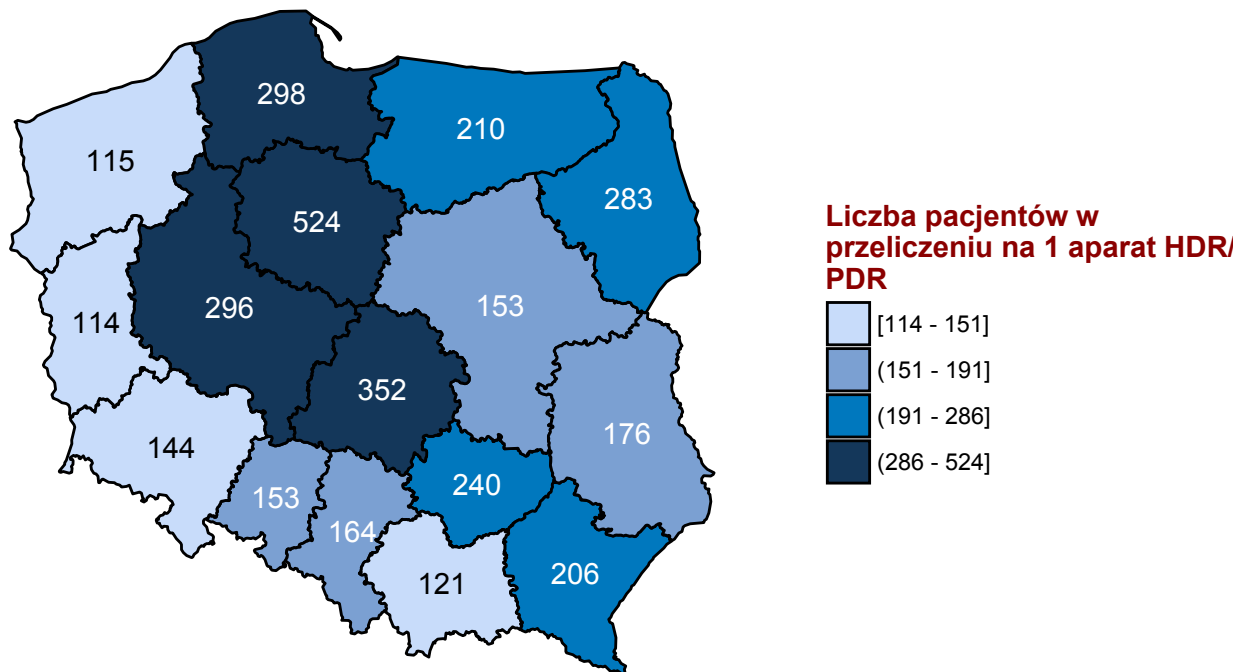 298
210
115
283
524
153
296
114
352
176
144
240
153
164
206
121
Liczba pacjentów w
przeliczeniu na 1 aparat HDR/
PDR
[114 - 151]
(151 - 191]
(191 - 286]
(286 - 524]